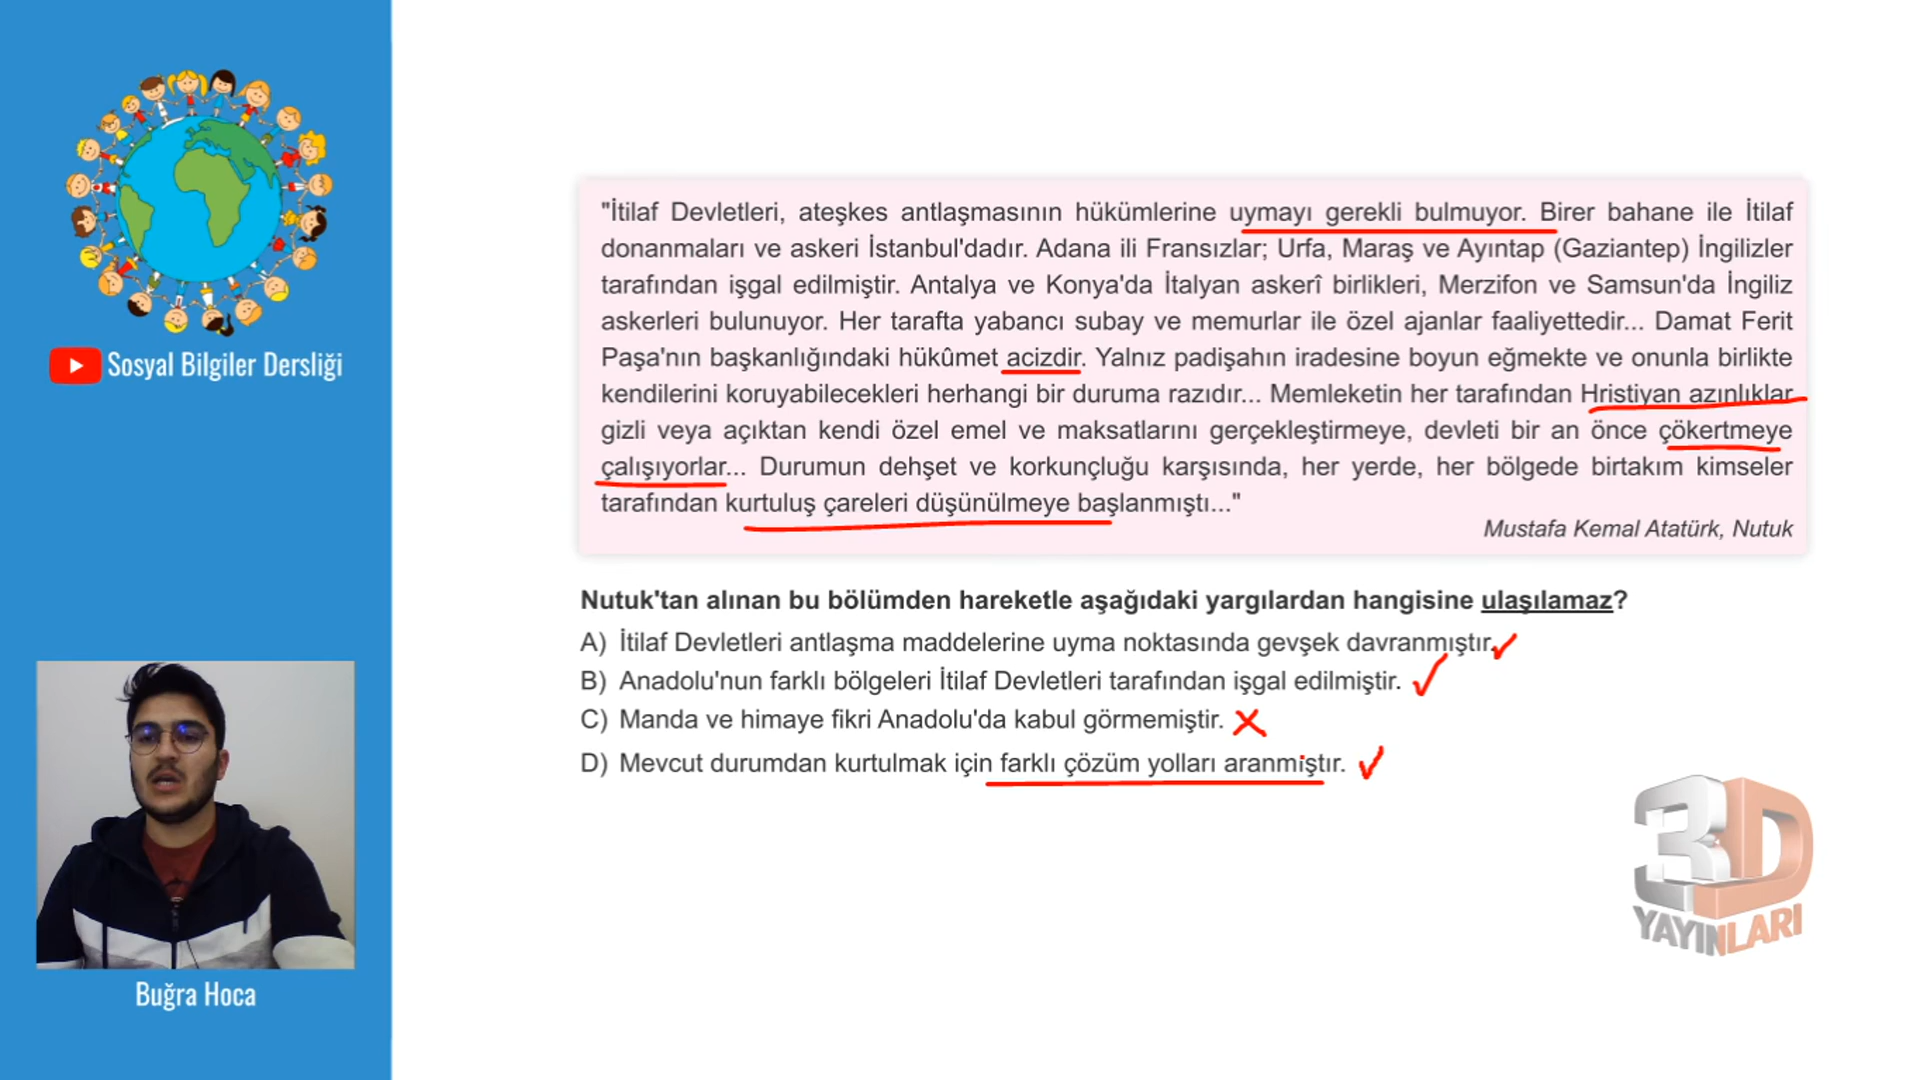 Sosyal Bilgiler Dersliği
Buğra Hoca
"İtilaf Devletleri, ateşkes antlaşmasının hükümlerine uymayı gerekli bulmuyor. Birer bahane ile İtilaf
donanmaları ve askeri İstanbul'dadır. Adana ili Fransızlar; Urfa, Maraş ve Ayıntap (Gaziantep) İngilizler
tarafından işgal edilmiştir. Antalya ve Konya'da İtalyan askerî birlikleri, Merzifon ve Samsun'da İngiliz
askerleri bulunuyor. Her tarafta yabancı subay ve memurlar ile özel ajanlar faaliyettedir... Damat Ferit
Paşa'nın başkanlığındaki hükûmet acizdir. Yalnız padişahın iradesine boyun eğmekte ve onunla birlikte
kendilerini koruyabilecekleri herhangi bir duruma razıdır... Memleketin her tarafından Hristiyan azınlıklar
gizli veya açıktan kendi özel emel ve maksatlarını gerçekleştirmeye, devleti bir an önce çökertmeye
çalışıyorlar... Durumun dehşet ve korkunçluğu karşısında, her yerde, her bölgede birtakım kimseler
tarafından kurtuluş çareleri düşünülmeye başlanmıştı..."
Mustafa Kemal Atatürk, Nutuk
Nutuk'tan alınan bu bölümden hareketle aşağıdaki yargılardan hangisine ulaşılamaz?
A) İtilaf Devletleri antlaşma maddelerine uyma noktasında gevşek davranmıştır.
B) Anadolu'nun farklı bölgeleri İtilaf Devletleri tarafından işgal edilmiştir.
C) Manda ve himaye fikri Anadolu'da kabul görmemiştir.
D) Mevcut durumdan kurtulmak için farklı çözüm yolları aranmıştır.
3D
YAYINLARI